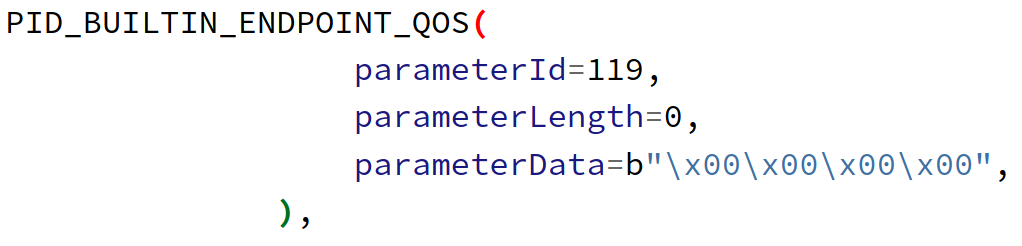 PID_BUILTIN_ENDPOINT_QOS(
parameterId=119,
parameterLength=0,
parameterData=b"\x00\x00\x00\x00",
),